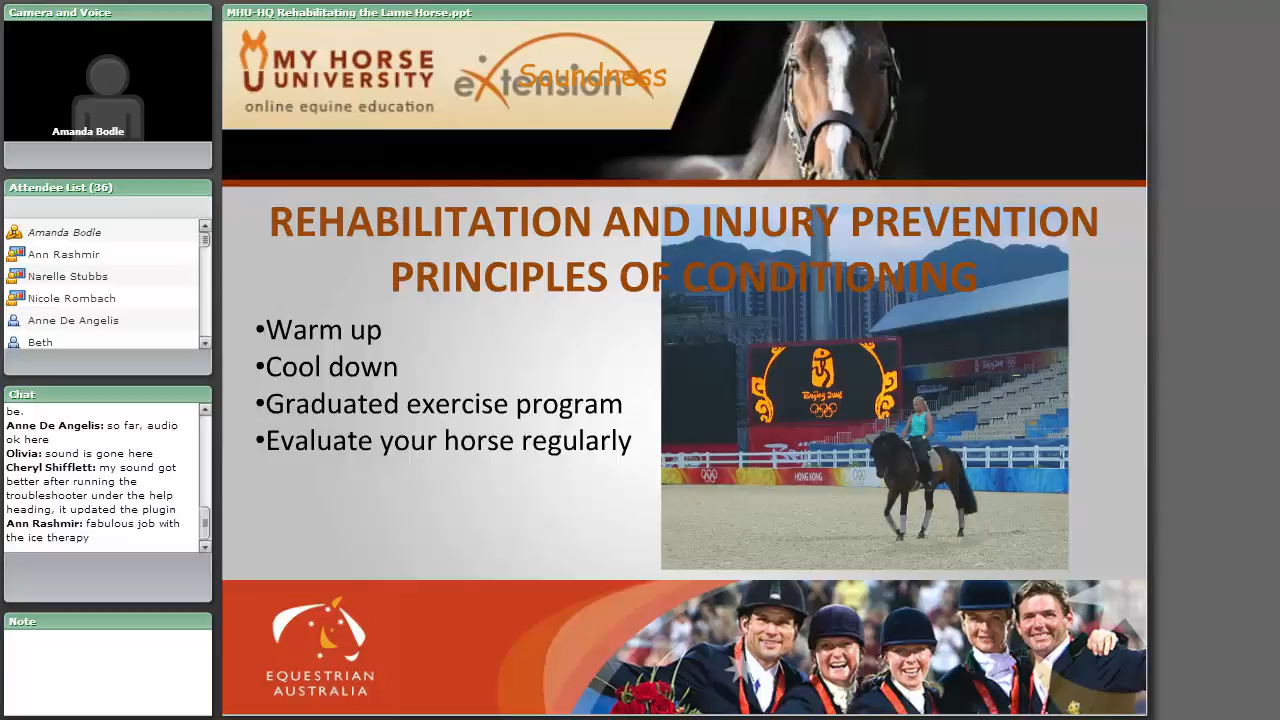 Camera and Voice
Amanda Bodle
Attendee List (36)
Amanda Bodle
Ann Rashmir
Narelle Stubbs
Nicole Rombach
Anne De Angelis
Beth
Chat
be.
Anne De Angelis: so far, audio
ok here
Olivia: sound is gone here
Cheryl Shifflett: my sound got
better after running the
troubleshooter under the help
heading, it updated the plugin
Ann Rashmir: fabulous job with
the ice therapy
Note
MHU-HQ Rehabilitating the Lame Horse.ppt
MY HORSE
UNIVERSITY
online equine education
eXtension
Soundness
REHABILITATION AND INJURY PREVENTION
PRINCIPLES OF CONDITIONING
•Warm up
•Cool down
•Graduated exercise program
•Evaluate your horse regularly
Beijing 2008
HONG KONG
EQUESTRIAN
AUSTRALIA